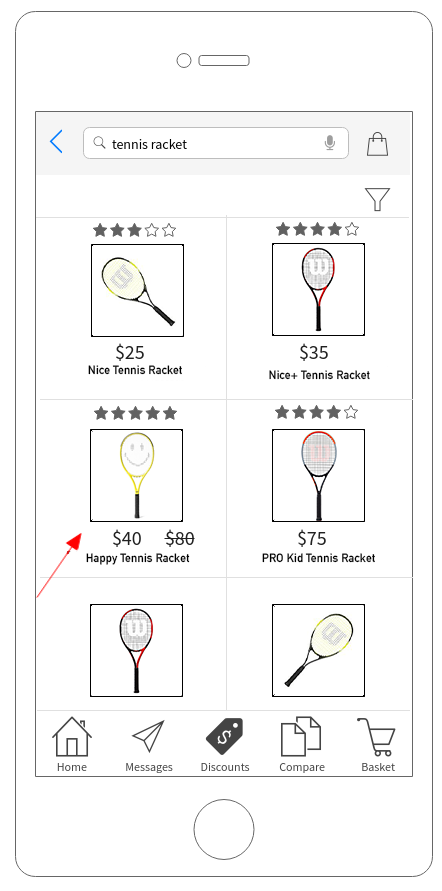 tennis racket
$25
Nice Tennis Racket
$35
Nice+ Tennis Racket
$40 $80
Happy Tennis Racket
$75
PRO Kid Tennis Racket
Home
Messages
Discounts
Compare
Basket